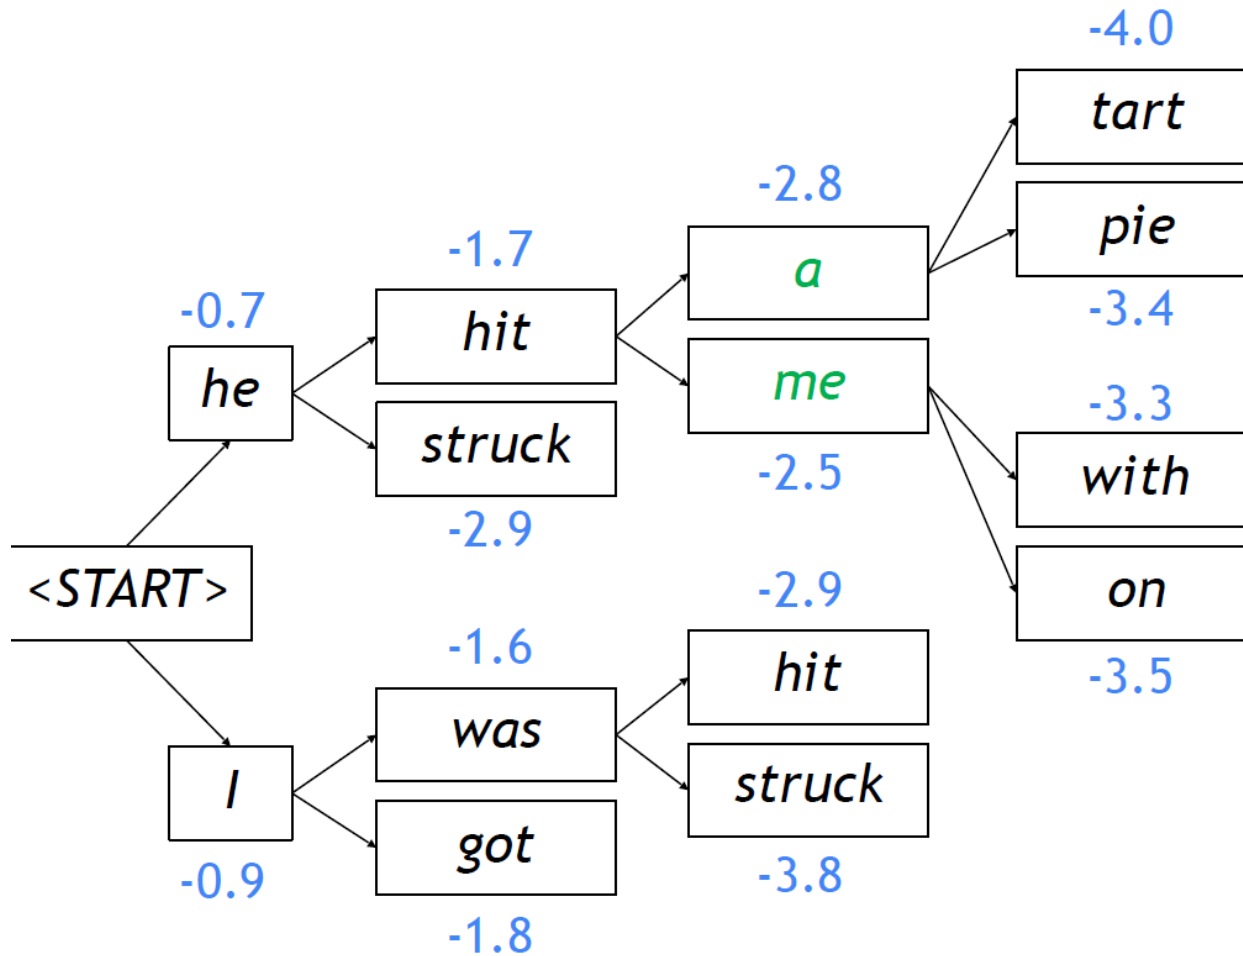 -4.0
tart
-2.8
pie
-1.7
a
-3.4
-0.7
hit
me
-3.3
he
struck
-2.5
with
-2.9
<START>
-2.9
on
-1.6
hit
-3.5
was
I
struck
got
-0.9
-3.8
-1.8